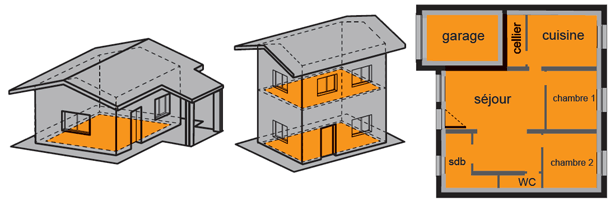 garage
cellier
cuisine
séjour
chambre 1
sdb
chambre 2
WC